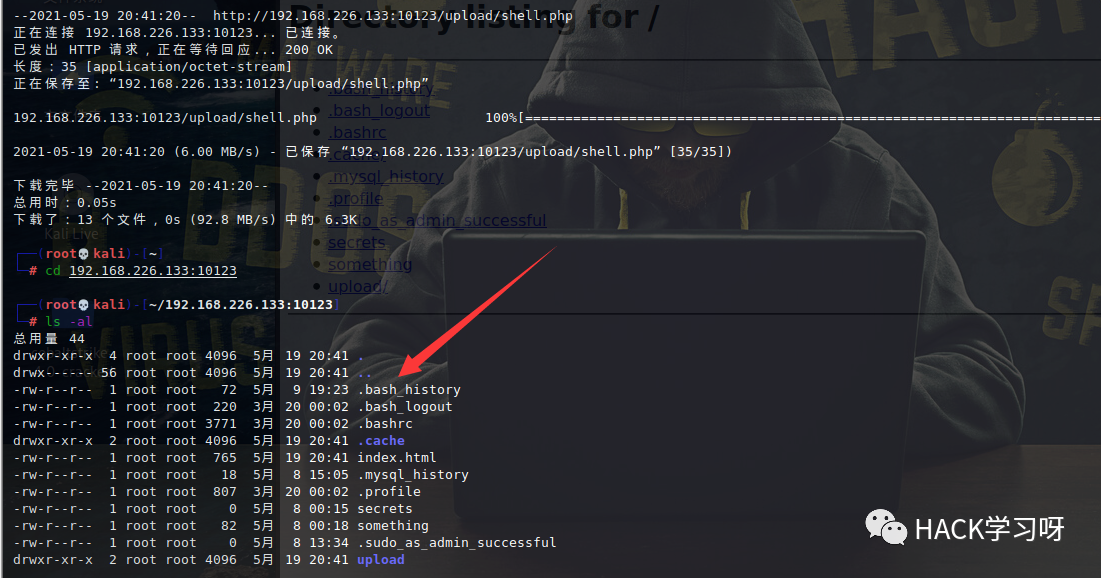 --2021-05-19 20:41:20--  http://192.168.226.133:10123/upload/shell.php
Directory listing for /
正在连接 192.168.226.133:10123... 已连接。
已发出 HTTP 请求，正在等待回应... 200 OK
长度：35 [application/octet-stream]
正在保存至: “192.168.226.133:10123/upload/shell.php”
.bash_history
.bash_logout
192.168.226.133:10123/upload/shell.php 100%[
.bashrc
2021-05-19 20:41:20 (6.00 MB/s) - 已保存 “192.168.226.133:10123/upload/shell.php” [35/35])
.cache/
.mysql_history
下载完毕 --2021-05-19 20:41:20--
.profile
总用时：0.05s
下载了：13 个文件，0s (92.8 MB/s) 中的 6.3K
.sudo_as_admin_successful
Kali Live
secrets
┌──(root💀kali)-[~]
something
└─# cd 192.168.226.133:10123
upload/
┌──(root💀kali)-[~/192.168.226.133:10123]
└─# ls -al
总用量 44
drwxr-xr-x  4 root root 4096  5月 19 20:41 .
drwx------ 56 root root 4096  5月 19 20:41 ..
-rw-r--r--  1 root root   72  5月  9 19:23 .bash_history
-rw-r--r--  1 root root  220  3月 20 00:02 .bash_logout
-rw-r--r--  1 root root 3771  3月 20 00:02 .bashrc
drwxr-xr-x  2 root root 4096  5月 19 20:41 .cache
-rw-r--r--  1 root root  765  5月 19 20:41 index.html
-rw-r--r--  1 root root   18  5月  8 15:05 .mysql_history
-rw-r--r--  1 root root  807  3月 20 00:02 .profile
-rw-r--r--  1 root root    0  5月  8 00:15 secrets
-rw-r--r--  1 root root   82  5月  8 00:18 something
-rw-r--r--  1 root root    0  5月  8 13:34 .sudo_as_admin_successful
drwxr-xr-x  2 root root 4096  5月 19 20:41 upload
DDOS
VIRUS
HACK学习呀